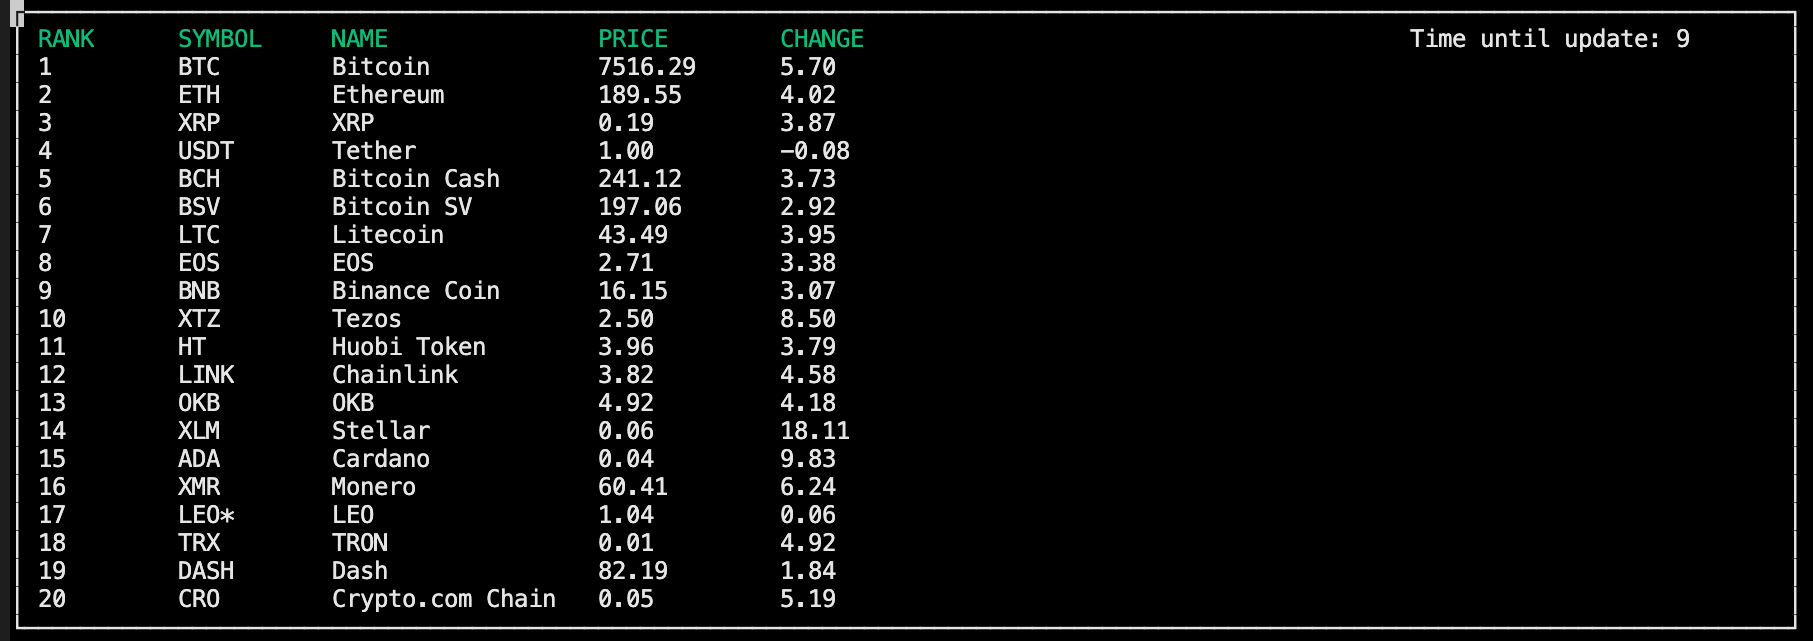 RANK SYMBOL NAME PRICE CHANGE Time until update: 9
1 BTC Bitcoin 7516.29 5.70
2 ETH Ethereum 189.55 4.02
3 XRP XRP 0.19 3.87
4 USDT Tether 1.00 -0.08
5 BCH Bitcoin Cash 241.12 3.73
6 BSV Bitcoin SV 197.06 2.92
7 LTC Litecoin 43.49 3.95
8 EOS EOS 2.71 3.38
9 BNB Binance Coin 16.15 3.07
10 XTZ Tezos 2.50 8.50
11 HT Huobi Token 3.96 3.79
12 LINK Chainlink 3.82 4.58
13 OKB OKB 4.92 4.18
14 XLM Stellar 0.06 18.11
15 ADA Cardano 0.04 9.83
16 XMR Monero 60.41 6.24
17 LEO* LEO 1.04 0.06
18 TRX TRON 0.01 4.92
19 DASH Dash 82.19 1.84
20 CRO Crypto.com Chain 0.05 5.19